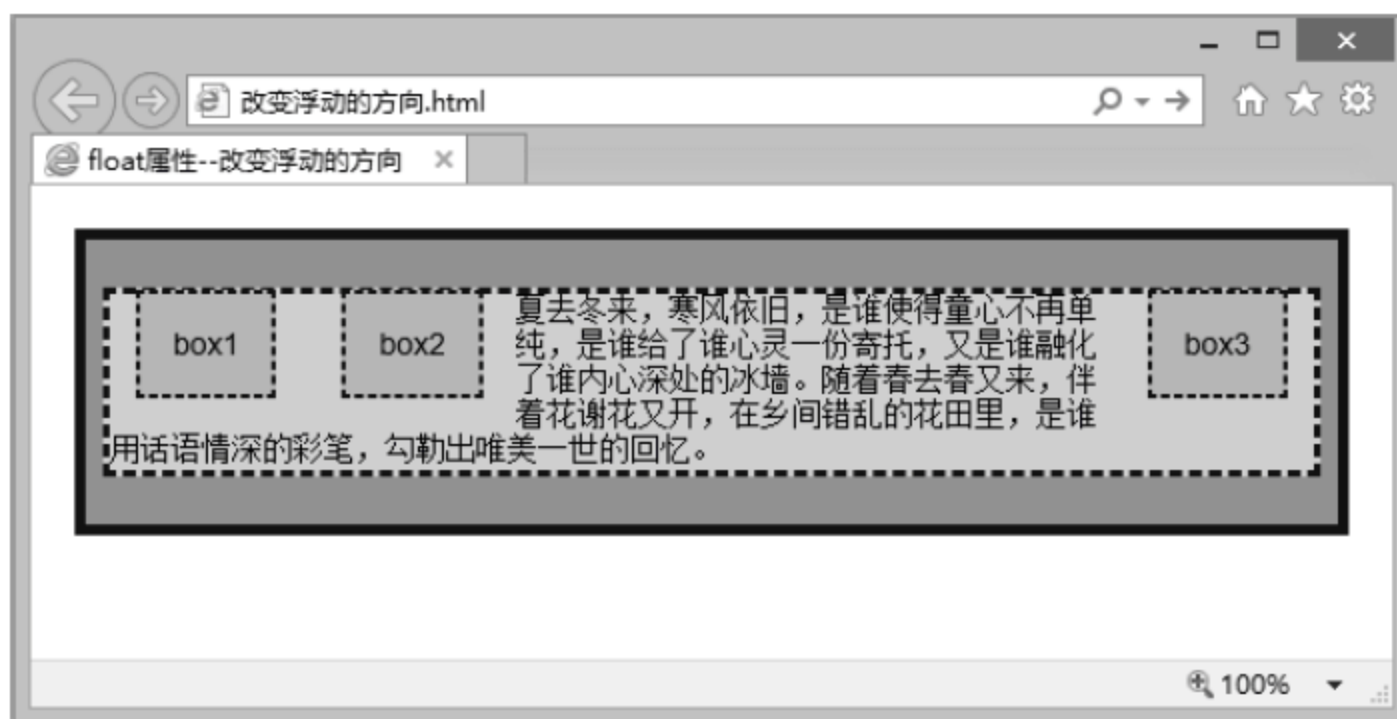 改变浮动的方向.html
float属性--改变浮动的方向
box1
box2
夏去冬来，寒风依旧，是谁使得童心不再单
纯，是谁给了谁心灵一份寄托，又是谁融化
了谁内心深处的冰墙。随着春去春又来，伴
着花谢花又开，在乡间错乱的花田里，是谁
用话语情深的彩笔，勾勒出唯美一世的回忆。
box3
100%